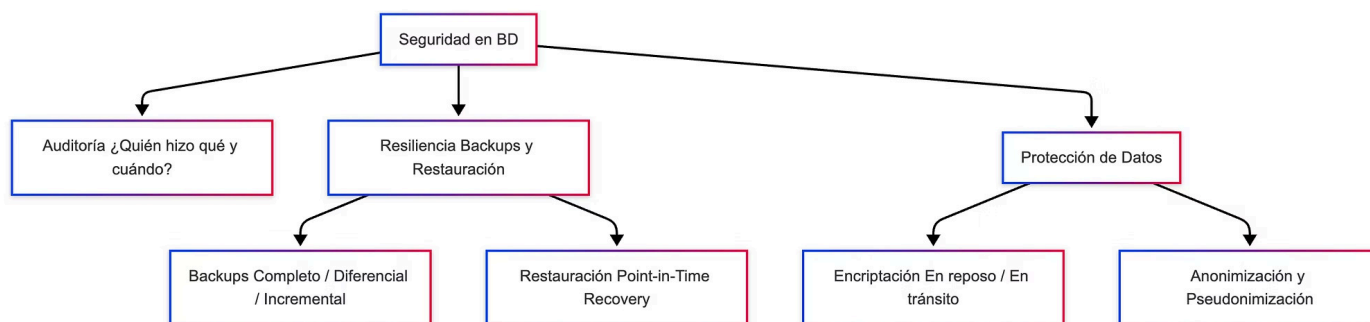 Seguridad en BD
Auditoría ¿Quién hizo qué y
cuándo?
Resiliencia Backups y
Restauración
Protección de Datos
Backups Completo / Diferencial
/ Incremental
Restauración Point-in-Time
Recovery
Encriptación En reposo / En
tránsito
Anonimización y
Pseudonimización